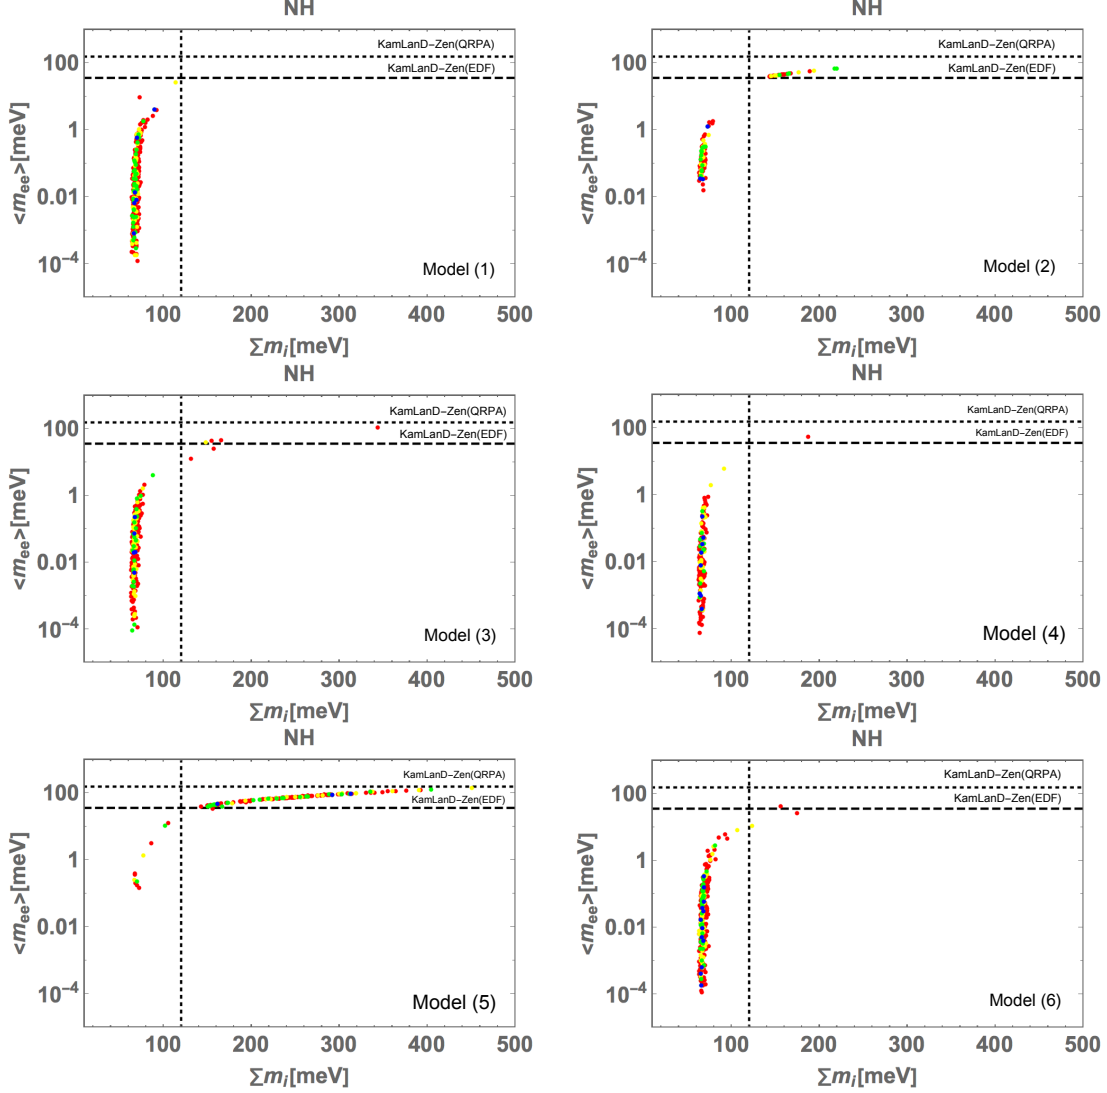 NH
KamLanD-Zen(QRPA)
KamLanD-Zen(EDF)
100
1
0.01
10⁻⁴
<mₑₑ>[meV]
Model (1)
100 200 300 400 500
∑mᵢ[meV]
NH
KamLanD-Zen(QRPA)
KamLanD-Zen(EDF)
100
1
0.01
10⁻⁴
<mₑₑ>[meV]
Model (2)
100 200 300 400 500
∑mᵢ[meV]
NH
KamLanD-Zen(QRPA)
KamLanD-Zen(EDF)
100
1
0.01
10⁻⁴
<mₑₑ>[meV]
Model (3)
100 200 300 400 500
∑mᵢ[meV]
NH
KamLanD-Zen(QRPA)
KamLanD-Zen(EDF)
100
1
0.01
10⁻⁴
<mₑₑ>[meV]
Model (4)
100 200 300 400 500
∑mᵢ[meV]
NH
KamLanD-Zen(QRPA)
KamLanD-Zen(EDF)
100
1
0.01
10⁻⁴
<mₑₑ>[meV]
Model (5)
100 200 300 400 500
∑mᵢ[meV]
NH
KamLanD-Zen(QRPA)
KamLanD-Zen(EDF)
100
1
0.01
10⁻⁴
<mₑₑ>[meV]
Model (6)
100 200 300 400 500
∑mᵢ[meV]